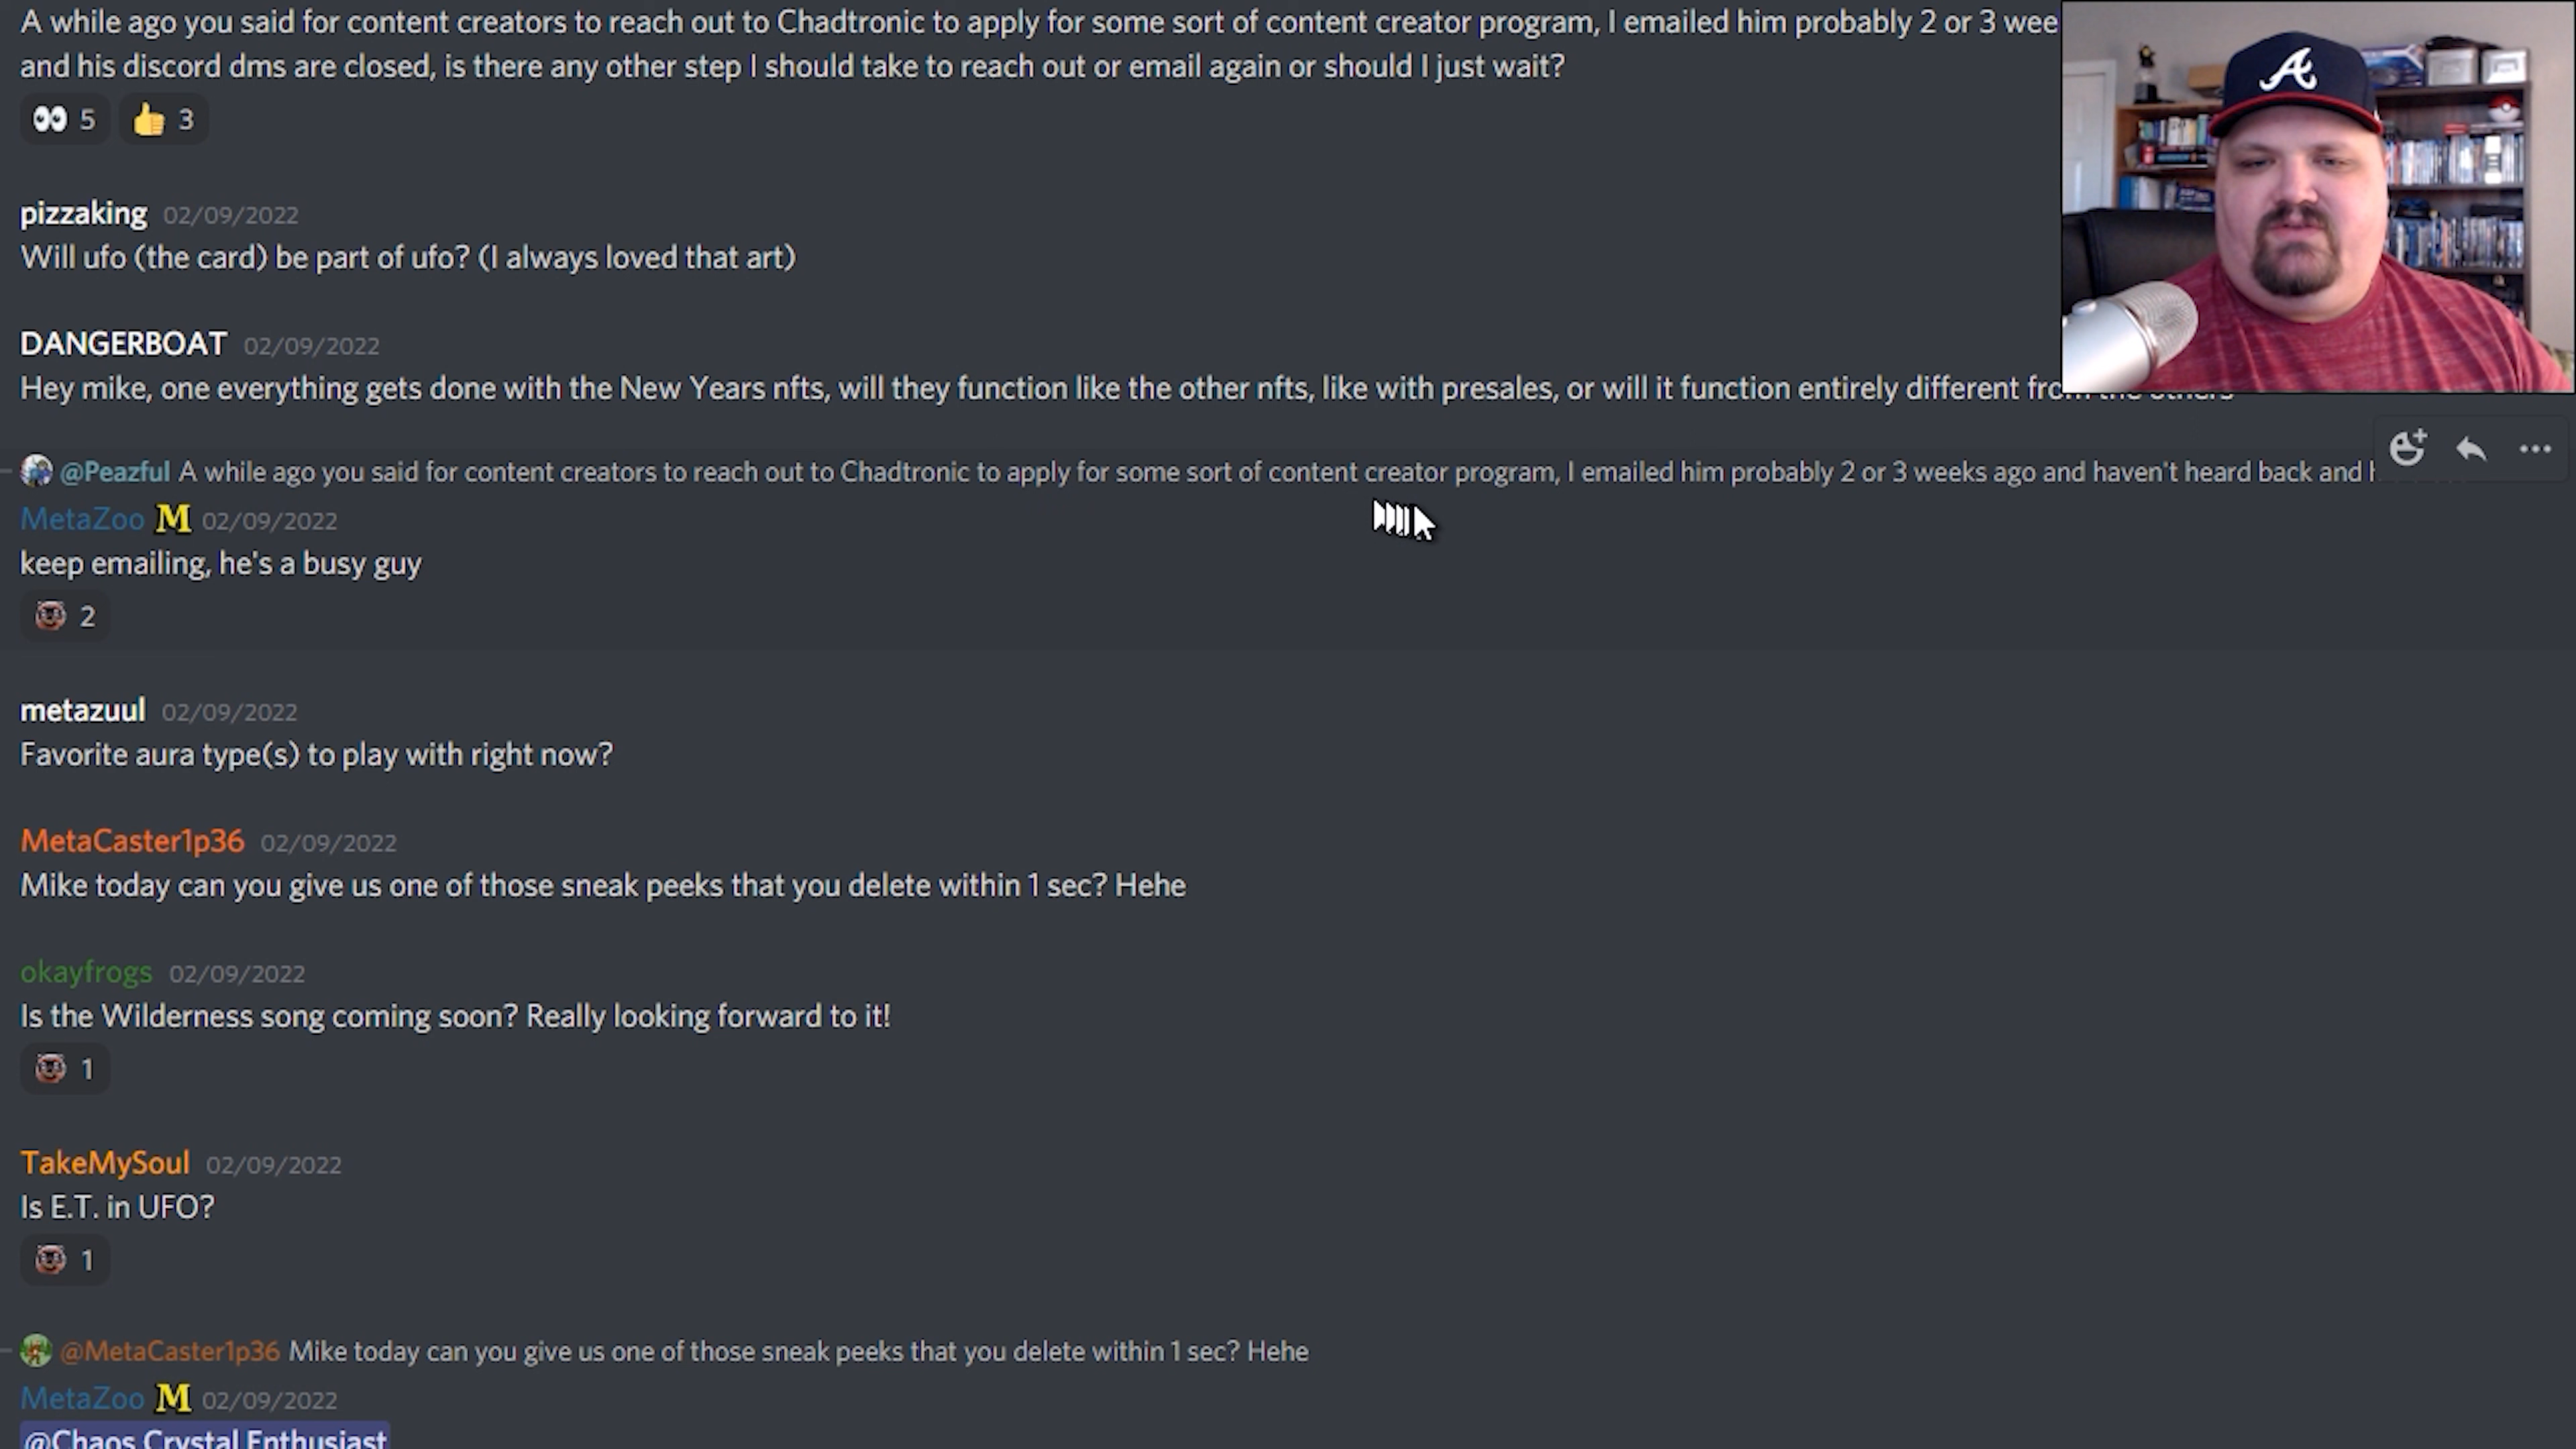 A while ago you said for content creators to reach out to Chadtronic to apply for some sort of content creator program, I emailed him probably 2 or 3 wee
and his discord dms are closed, is there any other step I should take to reach out or email again or should I just wait?
👀 5 👍 3
pizzaking 02/09/2022
Will ufo (the card) be part of ufo? (I always loved that art)
DANGERBOAT 02/09/2022
Hey mike, one everything gets done with the New Years nfts, will they function like the other nfts, like with presales, or will it function entirely different from the others
@Peazful A while ago you said for content creators to reach out to Chadtronic to apply for some sort of content creator program, I emailed him probably 2 or 3 weeks ago and haven't heard back and h
MetaZoo M 02/09/2022
keep emailing, he's a busy guy
2
metazuul 02/09/2022
Favorite aura type(s) to play with right now?
MetaCaster1p36 02/09/2022
Mike today can you give us one of those sneak peeks that you delete within 1 sec? Hehe
okayfrogs 02/09/2022
Is the Wilderness song coming soon? Really looking forward to it!
1
TakeMySoul 02/09/2022
Is E.T. in UFO?
1
@MetaCaster1p36 Mike today can you give us one of those sneak peeks that you delete within 1 sec? Hehe
MetaZoo M 02/09/2022
@Chaos Crystal Enthusiast
A